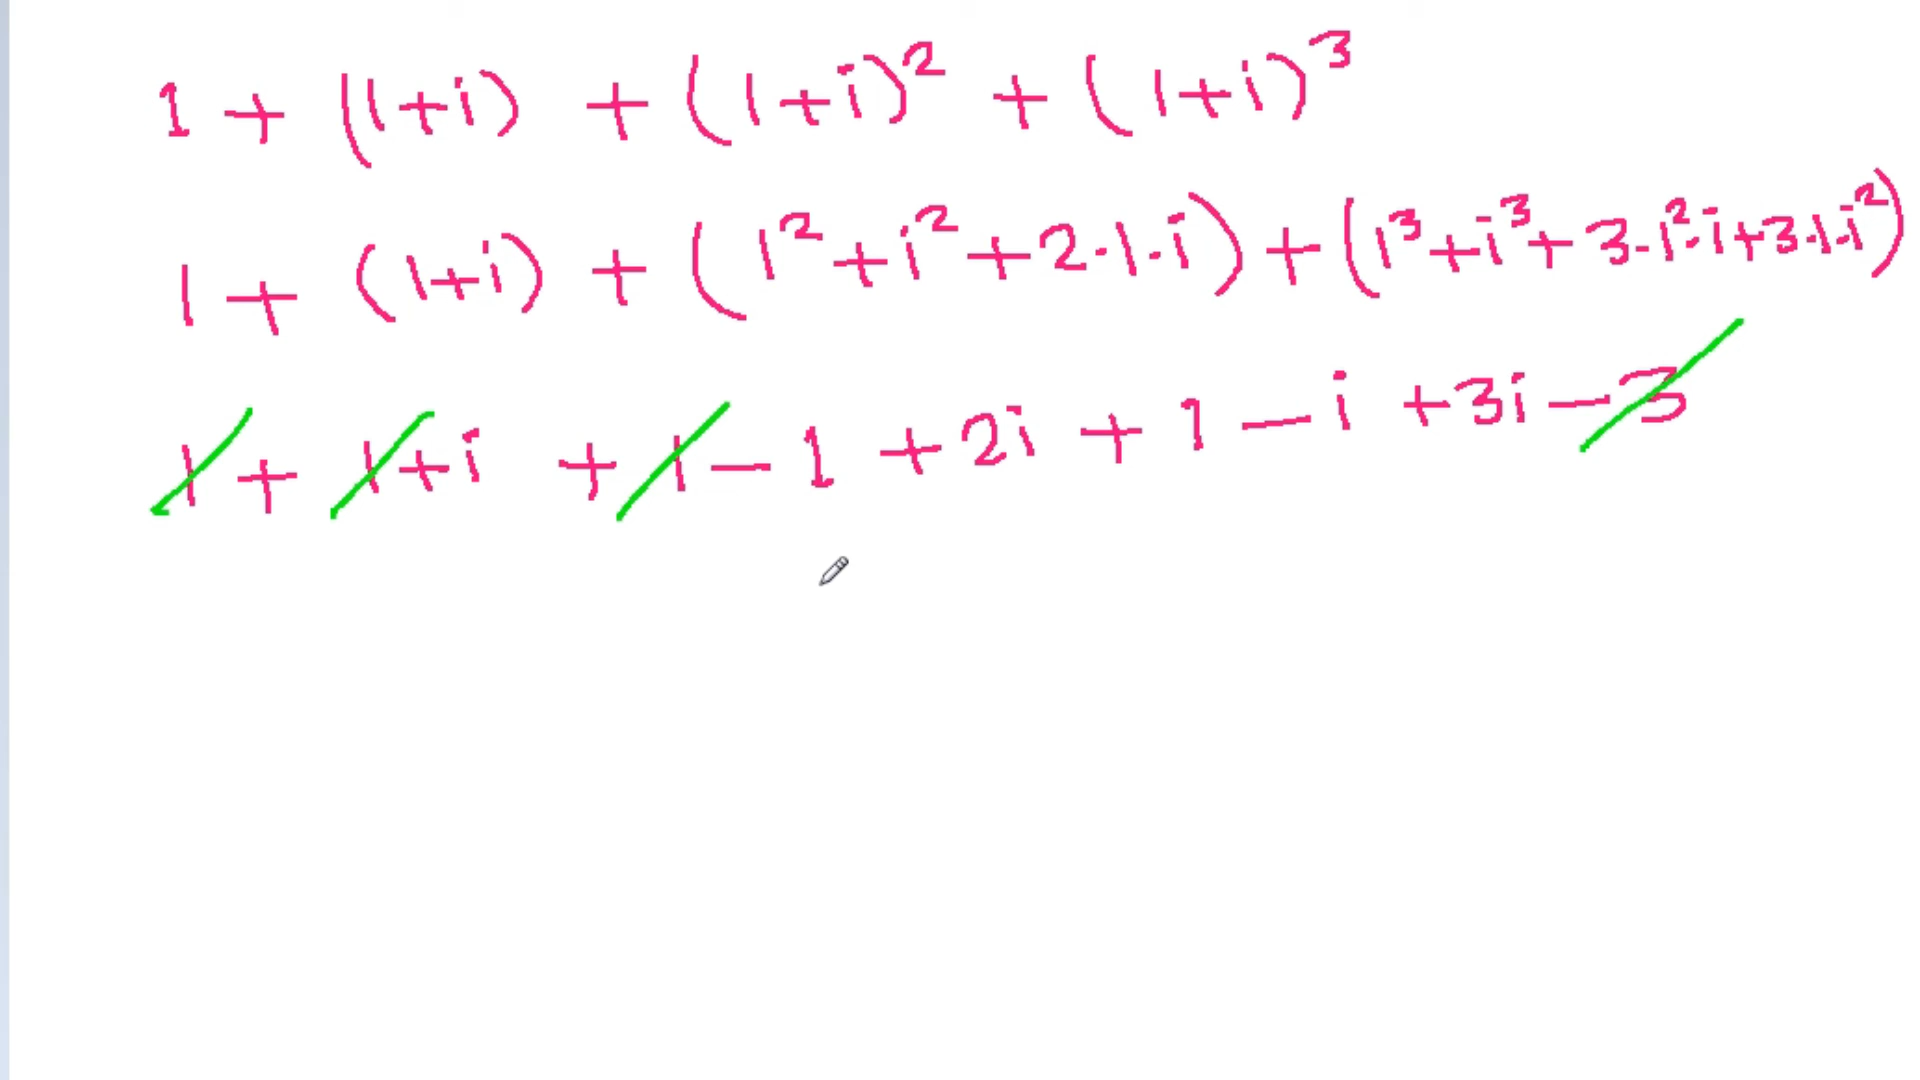 1 + (1+i) + (1+i)² + (1+i)³
1 + (1+i) + (1²+i²+2·1·i) + (1³+i³+3·1²·i+3·1·i²)
1 + 1+i + 1-1 +2i + 1-i +3i-3